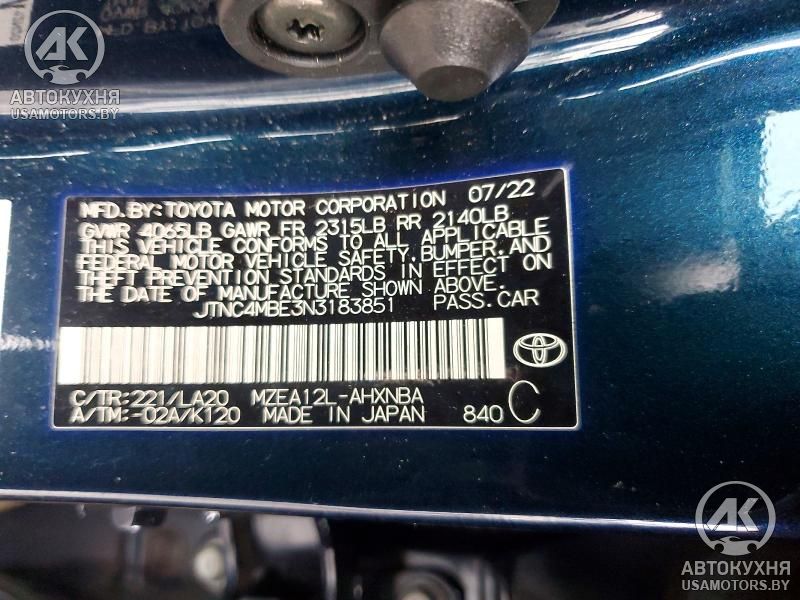 AK
АВТОКУХНЯ
USAMOTORS.BY
MFD.BY:TOYOTA MOTOR CORPORATION 07/22
GVWR 4065LB GAWR FR 2315LB RR 2140LB
THIS VEHICLE CONFORMS TO ALL APPLICABLE
FEDERAL MOTOR VEHICLE SAFETY,BUMPER,AND
THEFT PREVENTION STANDARDS IN EFFECT ON
THE DATE OF MANUFACTURE SHOWN ABOVE.
JTNC4MBE3N3183851 PASS.CAR
C/TR:221/LA20 MZEA12L-AHXNBA
A/TM:-02A/K120 MADE IN JAPAN 840 C
AK
АВТОКУХНЯ
USAMOTORS.BY